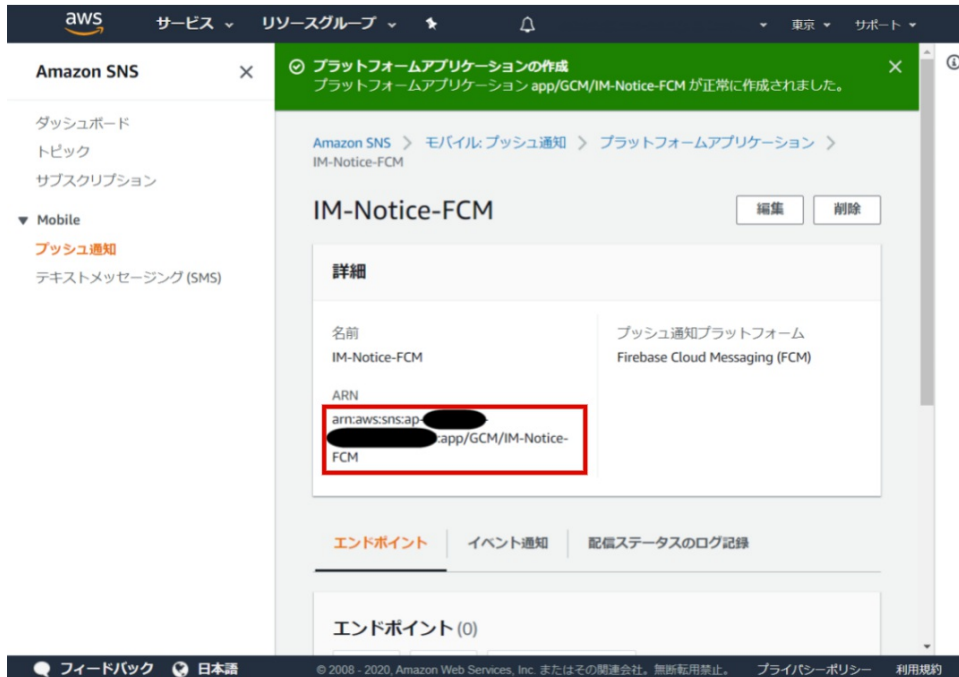 aws
サービス
リソースグループ
東京
サポート
Amazon SNS
プラットフォームアプリケーションの作成
プラットフォームアプリケーション app/GCM/IM-Notice-FCM が正常に作成されました。
ダッシュボード
トピック
サブスクリプション
Mobile
プッシュ通知
テキストメッセージング (SMS)
Amazon SNS > モバイル: プッシュ通知 > プラットフォームアプリケーション >
IM-Notice-FCM
IM-Notice-FCM
編集
削除
詳細
名前
IM-Notice-FCM
プッシュ通知プラットフォーム
Firebase Cloud Messaging (FCM)
ARN
arn:aws:sns:ap-
:app/GCM/IM-Notice-
FCM
エンドポイント
イベント通知
配信ステータスのログ記録
エンドポイント (0)
フィードバック
日本語
© 2008 - 2020, Amazon Web Services, Inc. またはその関連会社。無断転用禁止。
プライバシーポリシー
利用規約